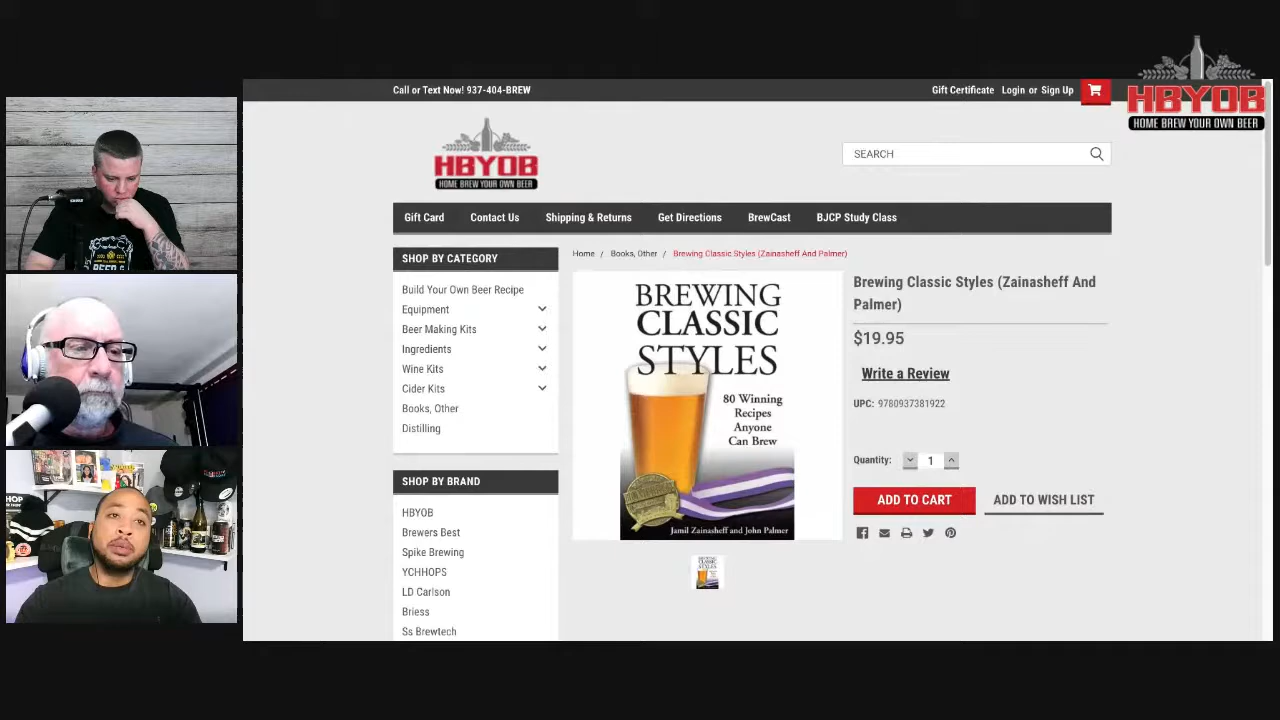 Call or Text Now! 937-404-BREW
Gift Certificate Login or Sign Up
HBYOB
HOME BREW YOUR OWN BEER
HBYOB
HOME BREW YOUR OWN BEER
SEARCH
Gift Card Contact Us Shipping & Returns Get Directions BrewCast BJCP Study Class
SHOP BY CATEGORY
Build Your Own Beer Recipe
Equipment
Beer Making Kits
Ingredients
Wine Kits
Cider Kits
Books, Other
Distilling
SHOP BY BRAND
HBYOB
Brewers Best
Spike Brewing
YCHHOPS
LD Carlson
Briess
Ss Brewtech
Home / Books, Other / Brewing Classic Styles (Zainasheff And Palmer)
BREWING
CLASSIC
STYLES
80 Winning
Recipes
Anyone
Can Brew
Jamil Zainasheff and John Palmer
Brewing Classic Styles (Zainasheff And
Palmer)
$19.95
Write a Review
UPC: 9780937381922
Quantity: 1
ADD TO CART ADD TO WISH LIST